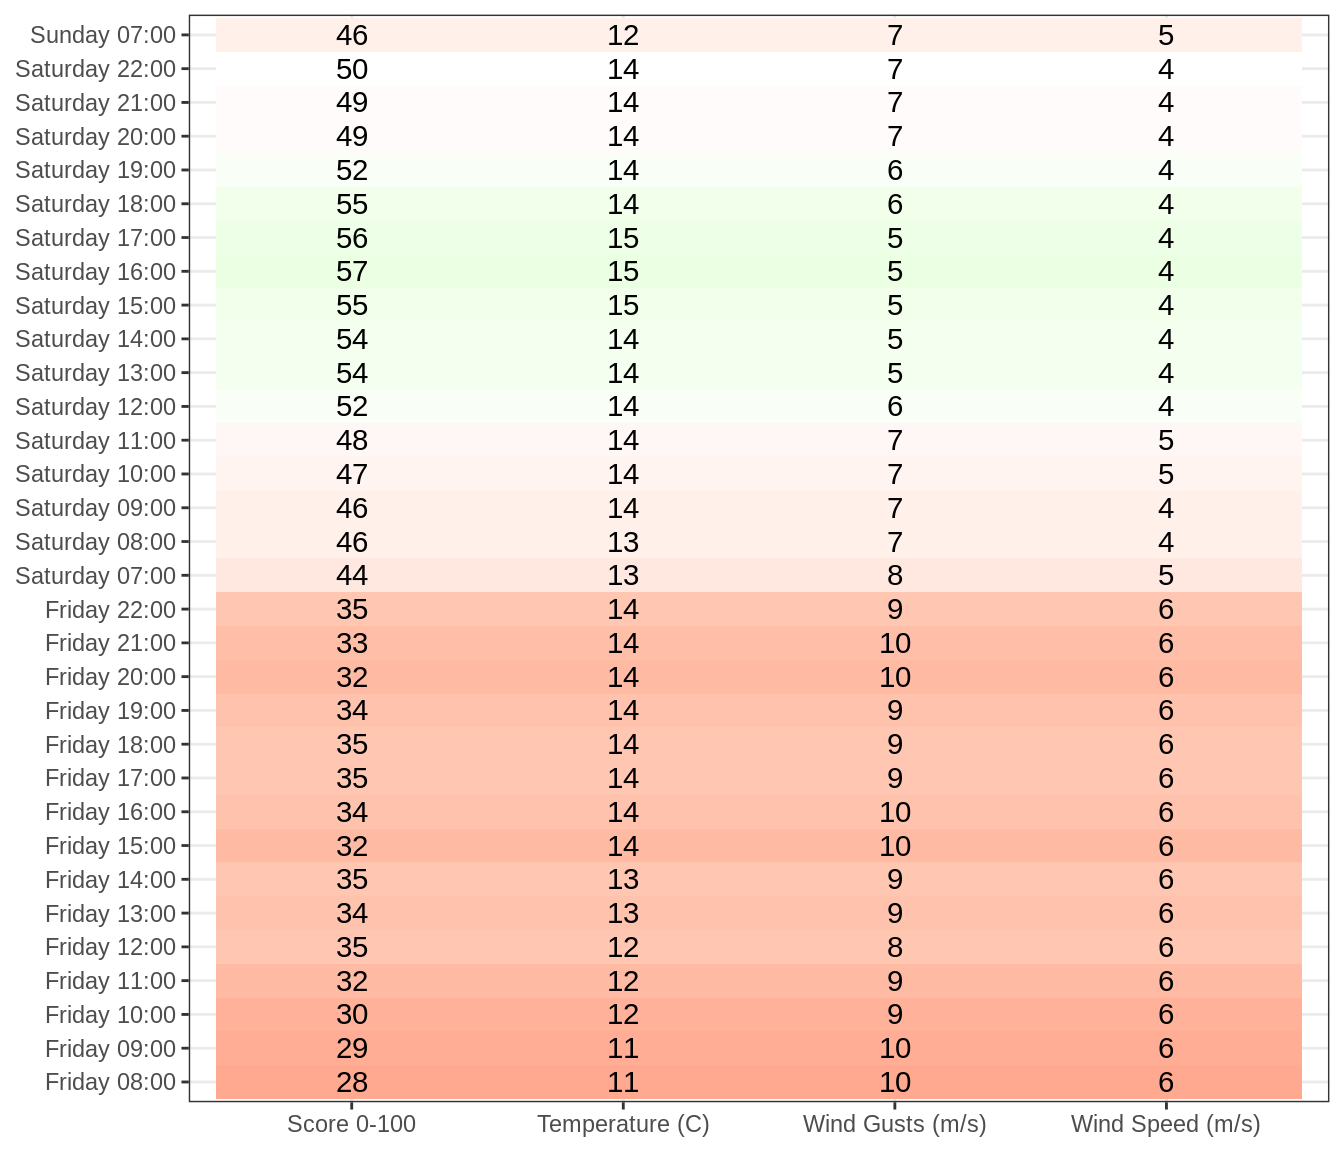 Sunday 07:00 46 12 7 5
Saturday 22:00 50 14 7 4
Saturday 21:00 49 14 7 4
Saturday 20:00 49 14 7 4
Saturday 19:00 52 14 6 4
Saturday 18:00 55 14 6 4
Saturday 17:00 56 15 5 4
Saturday 16:00 57 15 5 4
Saturday 15:00 55 15 5 4
Saturday 14:00 54 14 5 4
Saturday 13:00 54 14 5 4
Saturday 12:00 52 14 6 4
Saturday 11:00 48 14 7 5
Saturday 10:00 47 14 7 5
Saturday 09:00 46 14 7 4
Saturday 08:00 46 13 7 4
Saturday 07:00 44 13 8 5
Friday 22:00 35 14 9 6
Friday 21:00 33 14 10 6
Friday 20:00 32 14 10 6
Friday 19:00 34 14 9 6
Friday 18:00 35 14 9 6
Friday 17:00 35 14 9 6
Friday 16:00 34 14 10 6
Friday 15:00 32 14 10 6
Friday 14:00 35 13 9 6
Friday 13:00 34 13 9 6
Friday 12:00 35 12 8 6
Friday 11:00 32 12 9 6
Friday 10:00 30 12 9 6
Friday 09:00 29 11 10 6
Friday 08:00 28 11 10 6
Score 0-100 Temperature (C) Wind Gusts (m/s) Wind Speed (m/s)